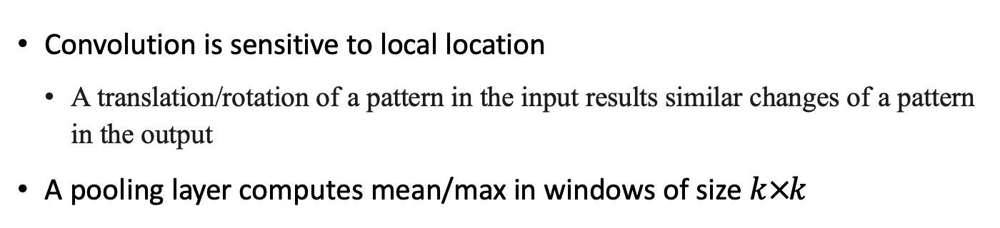 • Convolution is sensitive to local location
• A translation/rotation of a pattern in the input results similar changes of a pattern
in the output
• A pooling layer computes mean/max in windows of size k×k